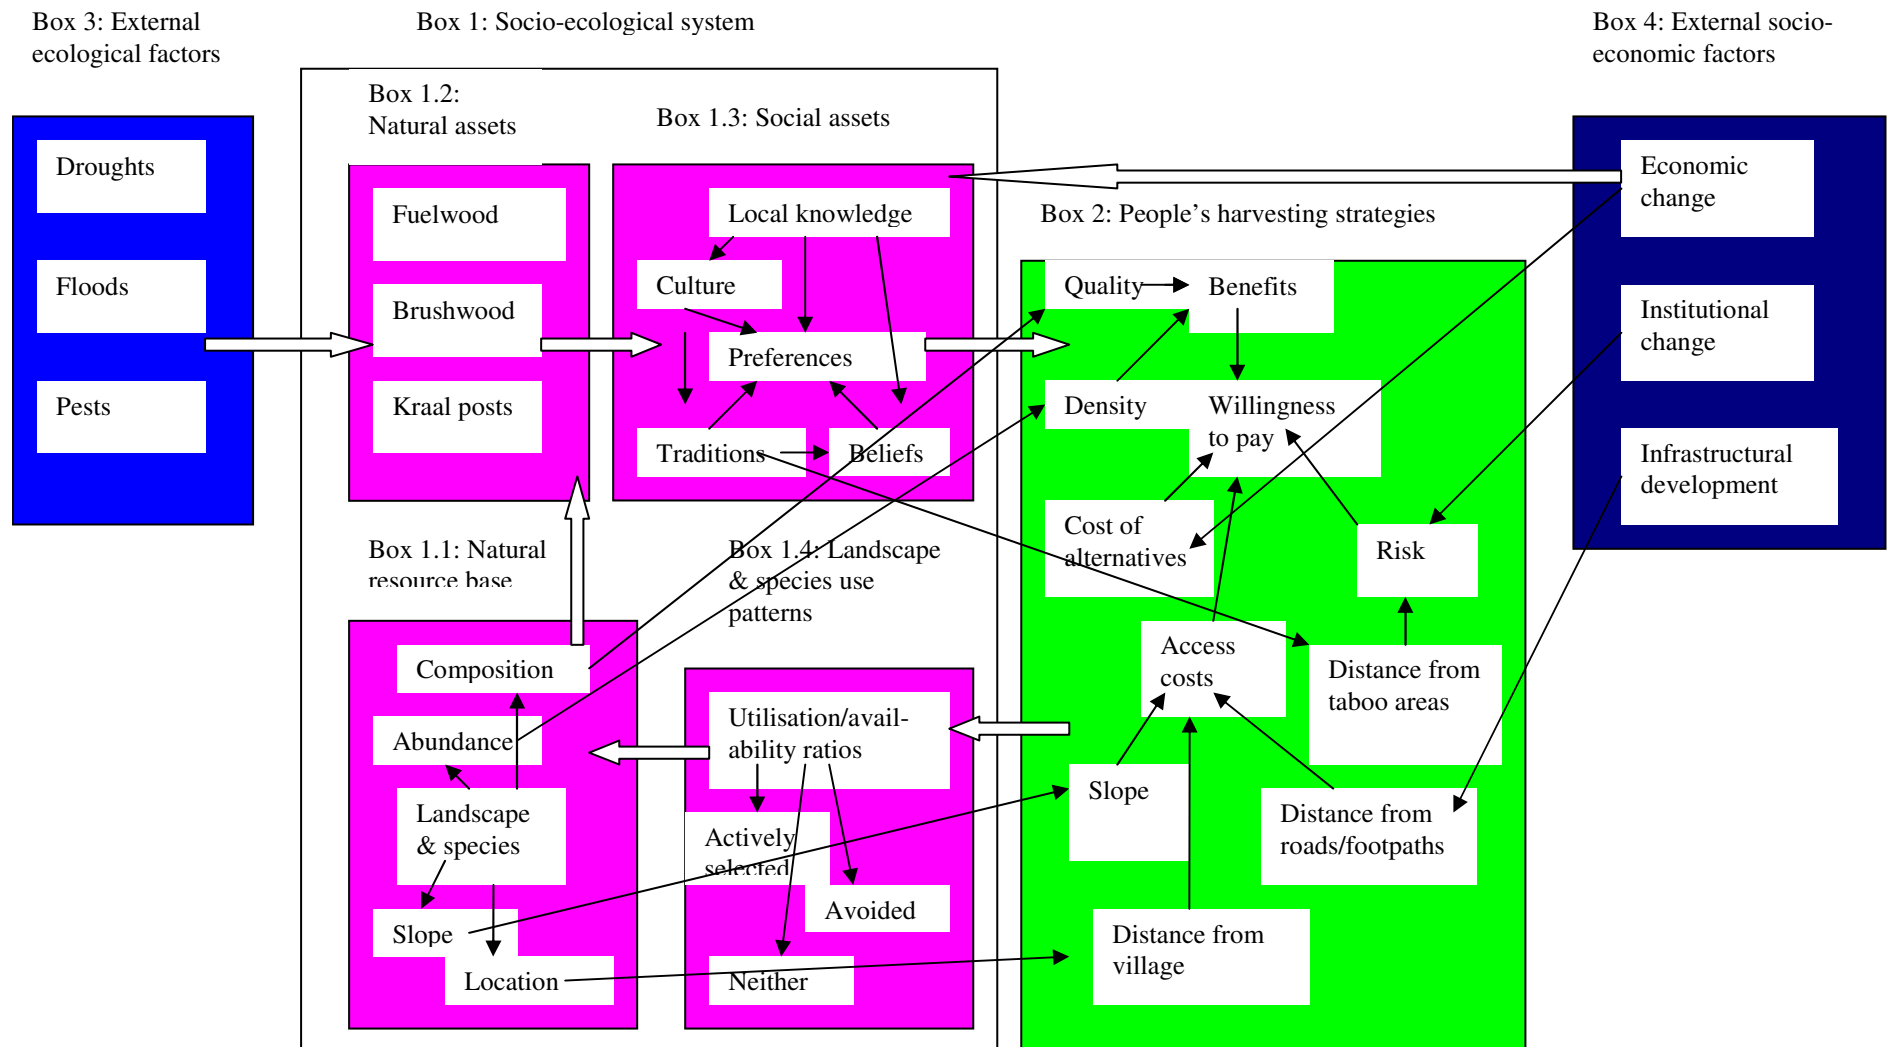 Box 3: External
ecological factors
Box 1: Socio-ecological system
Box 4: External socio-
economic factors
Box 1.2:
Natural assets
Box 1.3: Social assets
Droughts
Floods
Pests
Fuelwood
Brushwood
Kraal posts
Local knowledge
Culture
Preferences
Traditions
Beliefs
Box 2: People’s harvesting strategies
Quality
Benefits
Density
Willingness
to pay
Cost of
alternatives
Risk
Access
costs
Distance from
taboo areas
Slope
Distance from
roads/footpaths
Distance from
village
Economic
change
Institutional
change
Infrastructural
development
Box 1.1: Natural
resource base
Box 1.4: Landscape
& species use
patterns
Composition
Abundance
Landscape
& species
Slope
Location
Utilisation/avail-
ability ratios
Actively
selected
Avoided
Neither